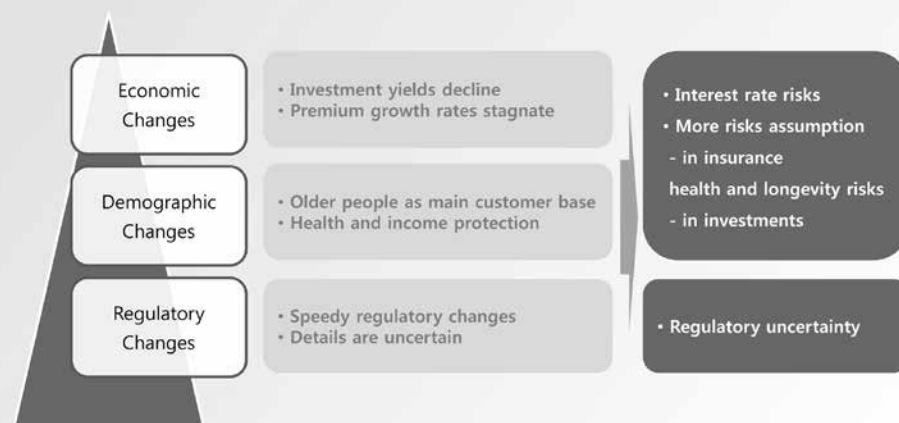 Economic
Changes
• Investment yields decline
• Premium growth rates stagnate
Demographic
Changes
• Older people as main customer base
• Health and income protection
Regulatory
Changes
• Speedy regulatory changes
• Details are uncertain
• Interest rate risks
• More risks assumption
- in insurance
health and longevity risks
- in investments
• Regulatory uncertainty